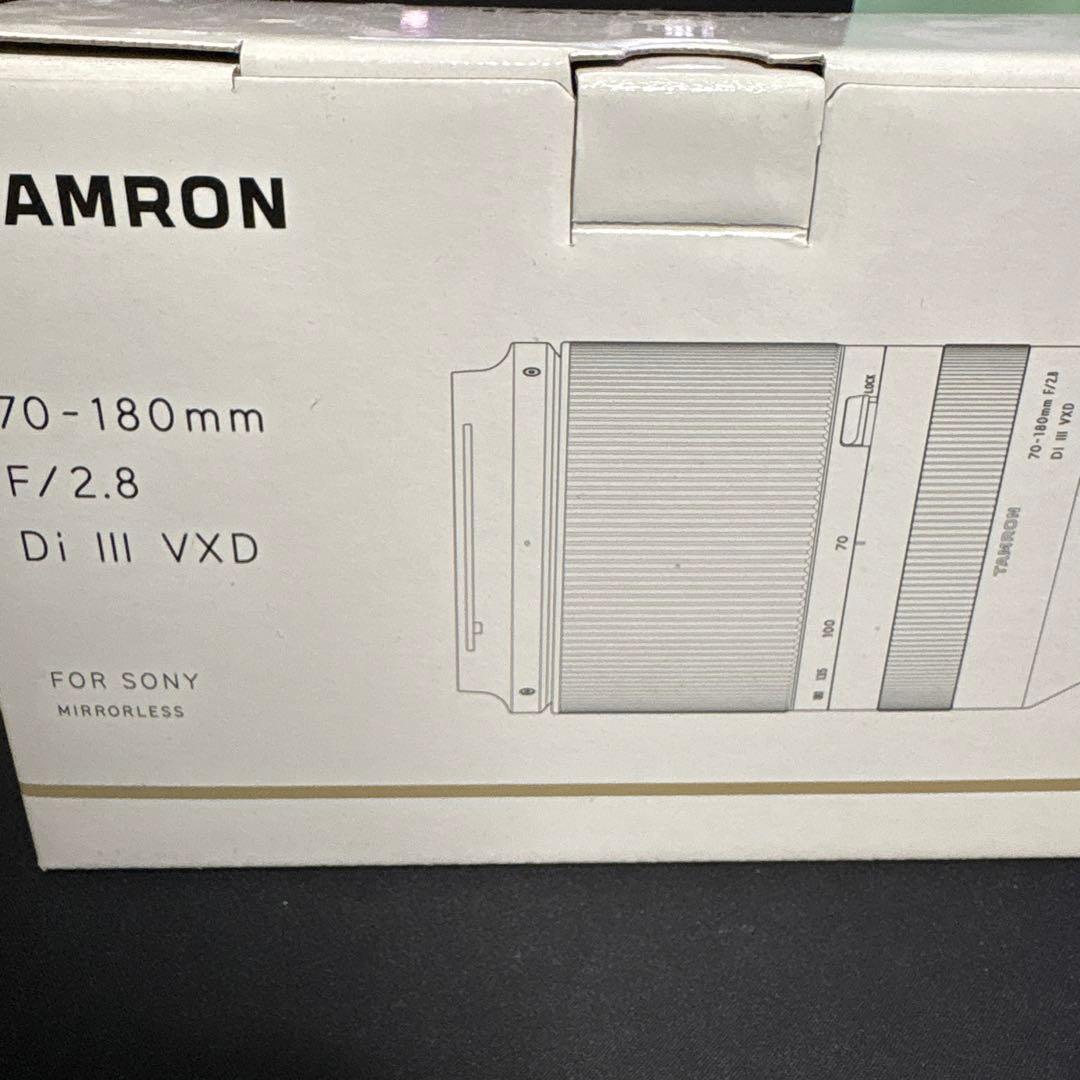 AMRON
70-180mm
F/2.8
Di III VXD
FOR SONY
MIRRORLESS
LOCK
70
100
135
70-180mm F/2.8
DI III VXD
TAMRON